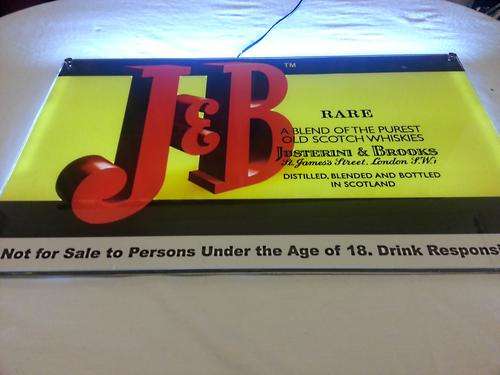 J&B
™
RARE
A BLEND OF THE PUREST
OLD SCOTCH WHISKIES
JUSTERINI & BROOKS
St. James's Street, London S.W.1
DISTILLED, BLENDED AND BOTTLED
IN SCOTLAND
Not for Sale to Persons Under the Age of 18. Drink Respons